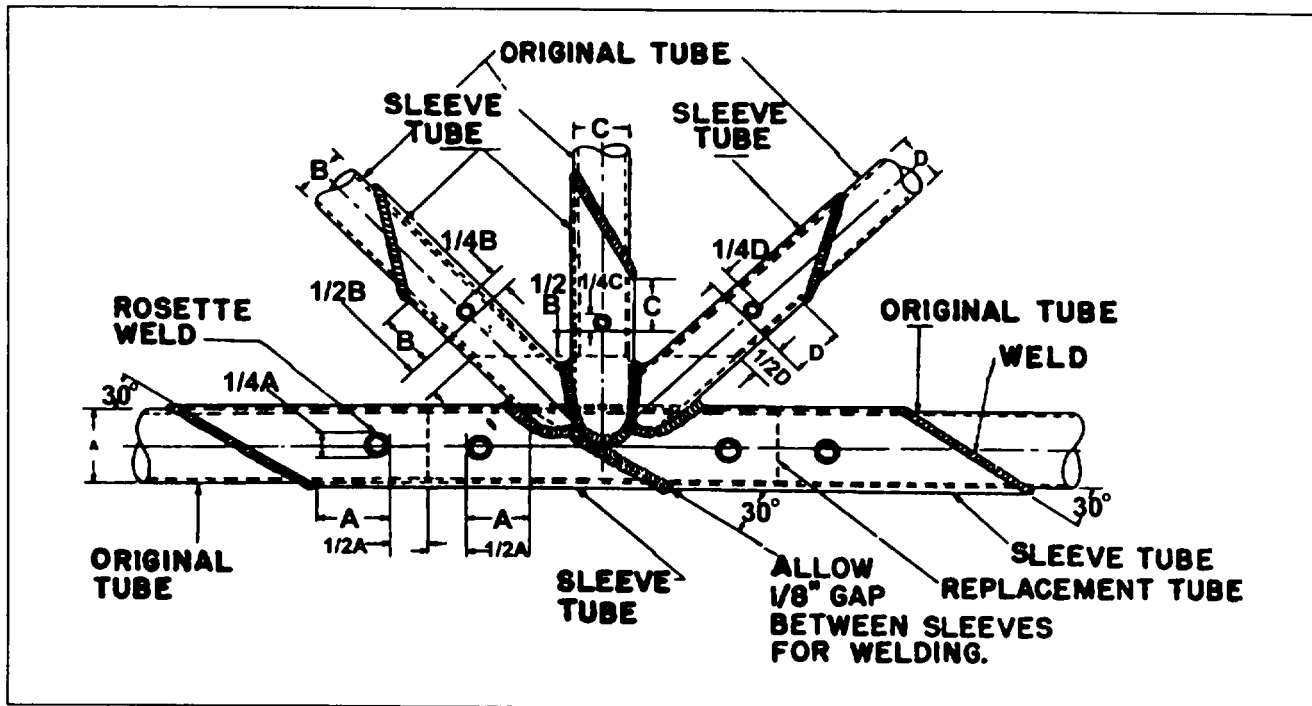 ORIGINAL TUBE
SLEEVE
TUBE
SLEEVE
TUBE
C
B
D
1/4B
1/2B
1/2
B
1/4C
C
1/4D
B
D
1/2D
ROSETTE
WELD
1/4A
30°
A
ORIGINAL TUBE
WELD
A
1/2A
A
1/2A
30°
30°
ORIGINAL
TUBE
SLEEVE
TUBE
ALLOW
1/8" GAP
BETWEEN SLEEVES
FOR WELDING.
SLEEVE TUBE
REPLACEMENT TUBE